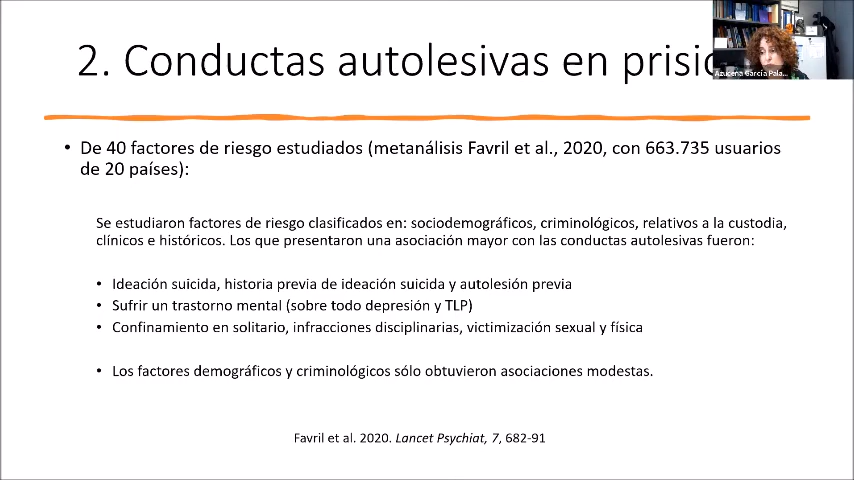 2. Conductas autolesivas en prisió
Azucena García Pala...
• De 40 factores de riesgo estudiados (metanálisis Favril et al., 2020, con 663.735 usuarios
de 20 países):
Se estudiaron factores de riesgo clasificados en: sociodemográficos, criminológicos, relativos a la custodia,
clínicos e históricos. Los que presentaron una asociación mayor con las conductas autolesivas fueron:
• Ideación suicida, historia previa de ideación suicida y autolesión previa
• Sufrir un trastorno mental (sobre todo depresión y TLP)
• Confinamiento en solitario, infracciones disciplinarias, victimización sexual y física
• Los factores demográficos y criminológicos sólo obtuvieron asociaciones modestas.
Favril et al. 2020. Lancet Psychiat, 7, 682-91